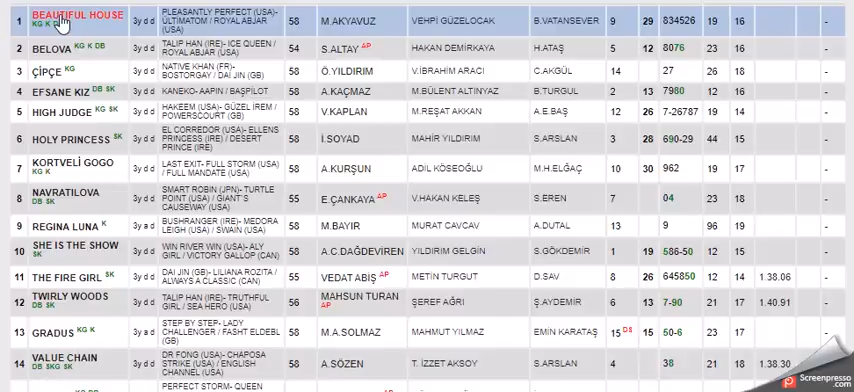 PLEASANTLY PERFECT (USA)-
1 BEAUTIFUL HOUSE 3y d d ÜLTİMATOM / ROYAL ABJAR 58 M.AKYAVUZ VEHPİ GÜZELOCAK B.VATANSEVER 9 29 834526 19 16 -
KG K (USA)
2 BELOVA KG K DB 3y d d TALIP HAN (IRE)- ICE QUEEN / 54 S.ALTAY AP HAKAN DEMİRKAYA H.ATAŞ 5 12 8076 23 16 -
ROYAL ABJAR (USA)
3 ÇİPÇE KG 3y d d NATIVE KHAN (FR)- 58 Ö.YILDIRIM V.İBRAHİM ARACI C.AKGÜL 14 27 26 18 -
BOSTORGAY / DAI JIN (GB)
4 EFSANE KIZ DB SK 3y d d KANEKO- AAPIN / BAŞPİLOT 58 A.KAÇMAZ M.BÜLENT ALTINYAZ B.TURGUL 2 13 7980 12 16 -
5 HIGH JUDGE KG SK 3y d d HAKEEM (USA)- GÜZEL İREM / 58 V.KAPLAN M.REŞAT AKKAN A.E.BAŞ 12 26 7-26787 19 14 -
POWERSCOURT (GB)
6 HOLY PRINCESS SK 3y d d EL CORREDOR (USA)- ELLENS 58 İ.SOYAD MAHİR YILDIRIM S.ARSLAN 3 28 690-29 44 15 -
PRINCESS (IRE) / DESERT
PRINCE (IRE)
7 KORTVELİ GOGO 3y d d LAST EXIT- FULL STORM (USA) 58 A.KURŞUN ADİL KÖSEOĞLU M.H.ELĞAÇ 10 30 962 19 17 -
KG K / FULL MANDATE (USA)
8 NAVRATILOVA 3y d d SMART ROBIN (JPN)- TURTLE 55 E.ÇANKAYA AP V.HAKAN KELEŞ S.EREN 7 04 23 18 -
DB SK POINT (USA) / GIANT'S
CAUSEWAY (USA)
9 REGINA LUNA K 3y a d BUSHRANGER (IRE)- MEDORA 58 M.BAYIR MURAT CAVCAV A.DUTAL 13 9 96 19 -
LEIGH (USA) / SWAIN (USA)
10 SHE IS THE SHOW 3y d d WIN RIVER WIN (USA)- ALY 58 A.C.DAĞDEVİREN YILDIRIM GELGİN S.GÖKDEMİR 1 19 586-50 12 15 -
DB SK GIRL / VICTORY GALLOP (CAN)
11 THE FIRE GIRL SK 3y d d DAI JIN (GB)- LILIANA ROZITA / 55 VEDAT ABİŞ AP METİN TURGUT D.SAV 8 26 645850 12 14 1.38.06 -
ALWAYS A CLASSIC (CAN)
12 TWIRLY WOODS 3y d d TALIP HAN (IRE)- TRUTHFUL 56 MAHSUN TURAN ŞEREF AĞRI Ş.AYDEMİR 6 13 7-90 21 17 1.40.91 -
DB SK GIRL / SEA HERO (USA) AP
13 GRADUS KG K 3y a d STEP BY STEP- LADY 58 M.A.SOLMAZ MAHMUT YILMAZ EMİN KARATAŞ 15 DS 15 50-6 23 17 -
CHALLENGER / FASHT ELDEBL
(GB)
14 VALUE CHAIN 3y d d DR FONG (USA)- CHAPOSA 58 A.SÖZEN T. İZZET AKSOY S.ARSLAN 4 38 21 18 1.38.30 -
DB SKG SK STRIKE (USA) / ENGLISH
CHANNEL (USA)
PERFECT STORM- QUEEN
Screenpresso